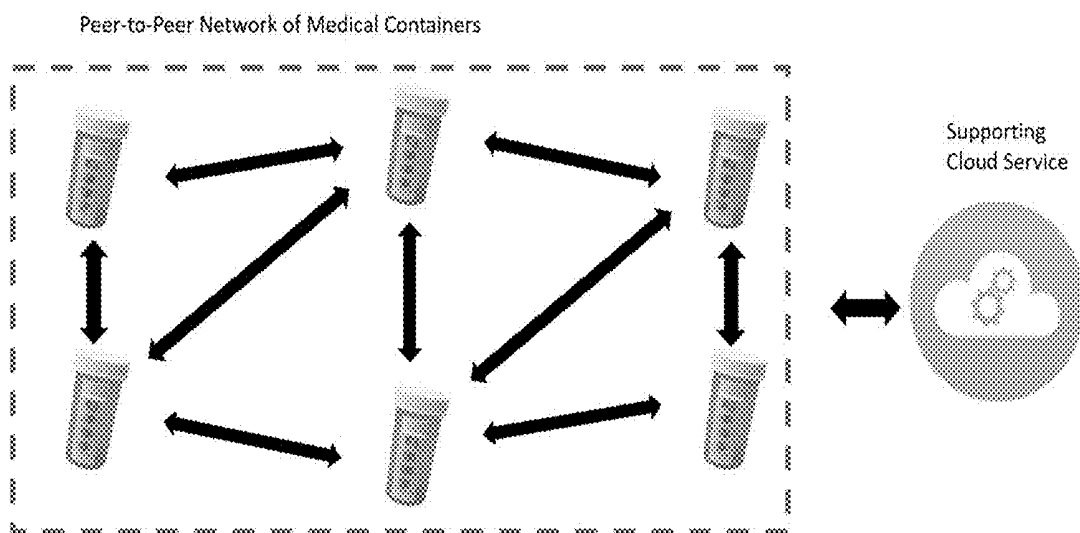 Peer-to-Peer Network of Medical Containers
Supporting
Cloud Service